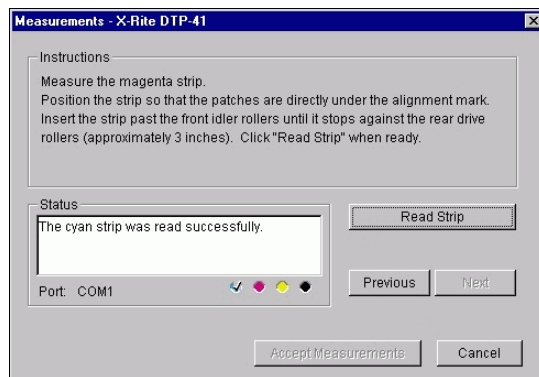 Measurements - X-Rite DTP-41
Instructions
Measure the magenta strip.
Position the strip so that the patches are directly under the alignment mark.
Insert the strip past the front idler rollers until it stops against the rear drive
rollers (approximately 3 inches). Click "Read Strip" when ready.
Status
The cyan strip was read successfully.
Read Strip
Port: COM1
Previous
Next
Accept Measurements
Cancel